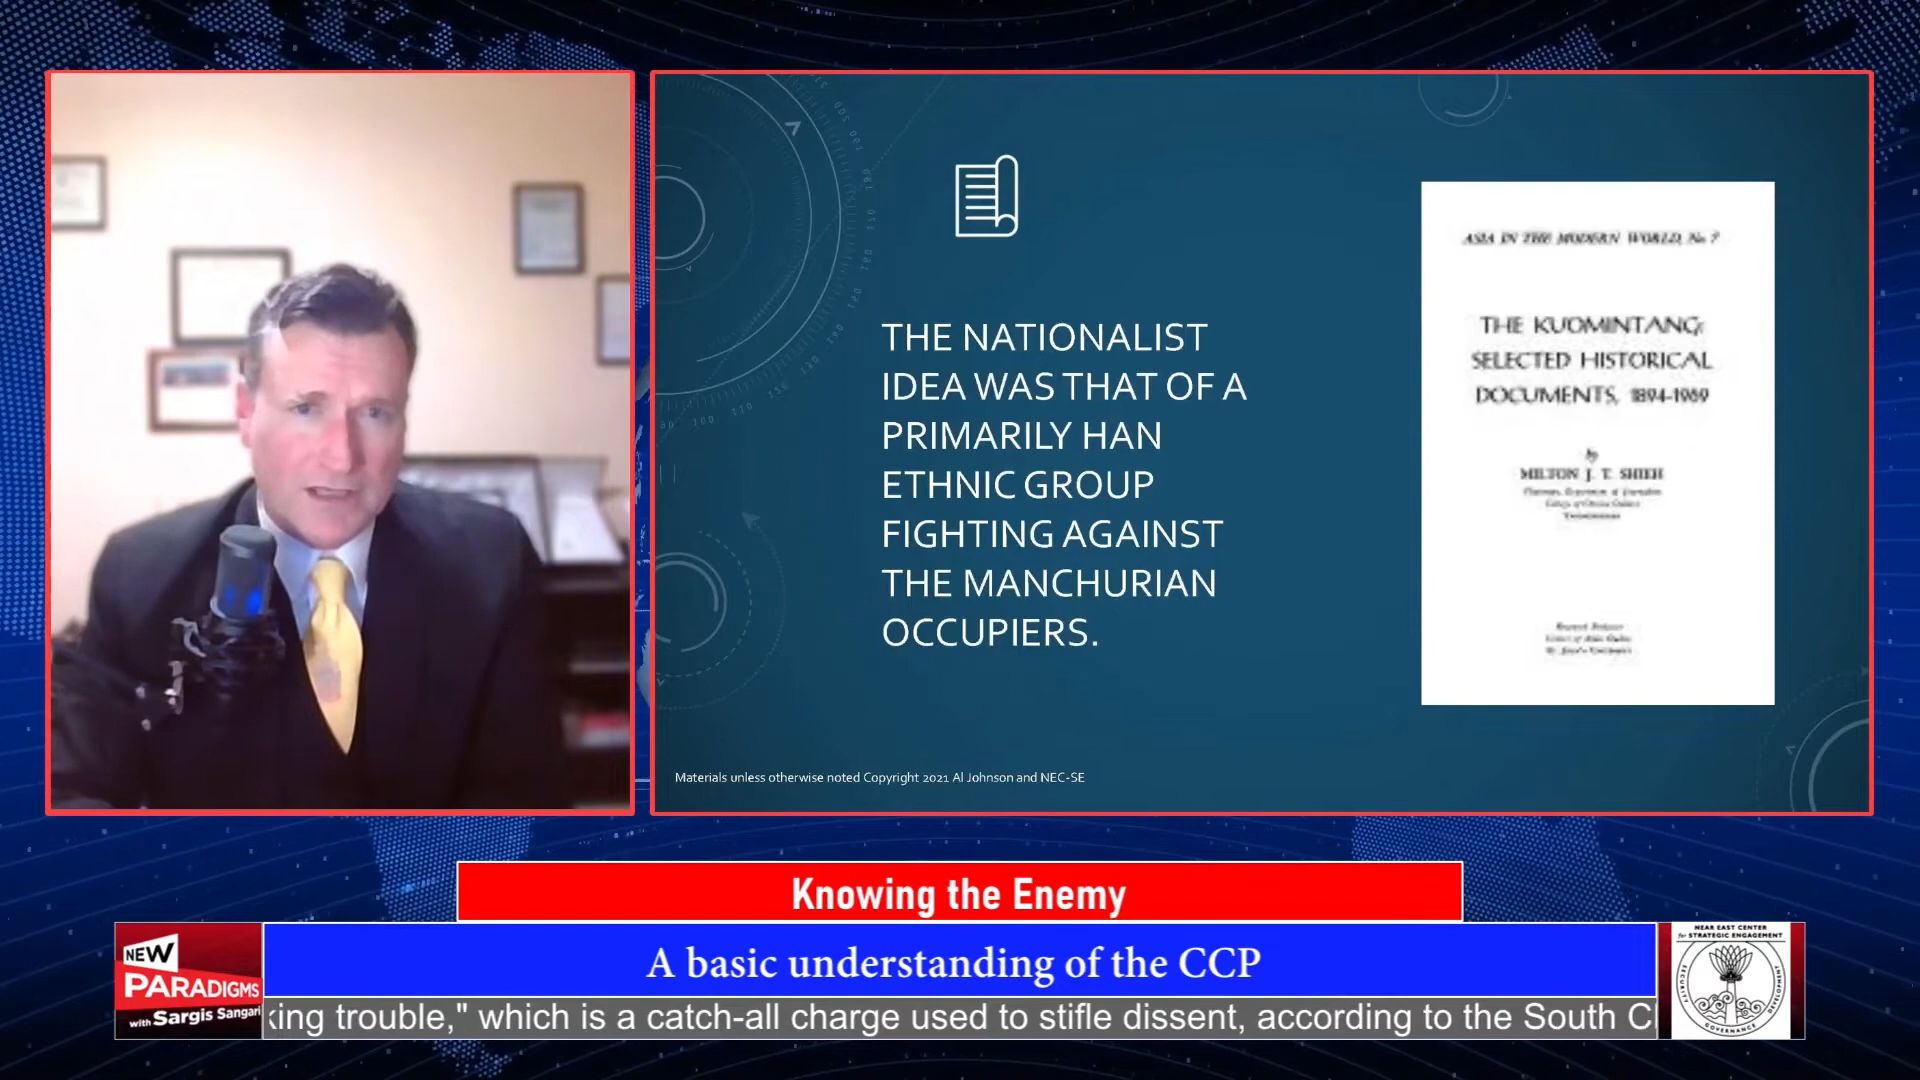 THE NATIONALIST
IDEA WAS THAT OF A
PRIMARILY HAN
ETHNIC GROUP
FIGHTING AGAINST
THE MANCHURIAN
OCCUPIERS.
ASIA IN THE MODERN WORLD, No. 7
THE KUOMINTANG:
SELECTED HISTORICAL
DOCUMENTS, 1894-1969
by
MILTON J. T. SHIEH
Materials unless otherwise noted Copyright 2021 Al Johnson and NEC-SE
Knowing the Enemy
A basic understanding of the CCP
NEW
PARADIGMS
with Sargis Sangari
king trouble," which is a catch-all charge used to stifle dissent, according to the South C
NEAR EAST CENTER
for STRATEGIC ENGAGEMENT
SECURITY
GOVERNANCE
DEVELOPMENT